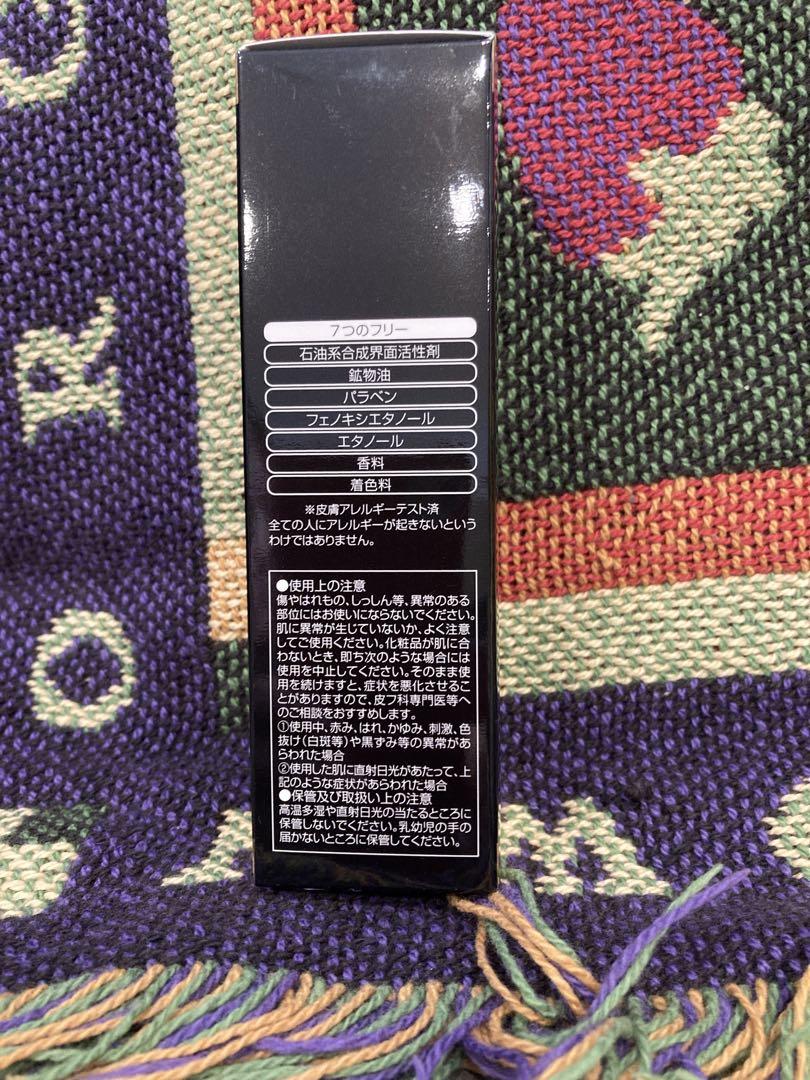 7つのフリー
石油系合成界面活性剤
鉱物油
パラベン
フェノキシエタノール
エタノール
香料
着色料
※皮膚アレルギーテスト済
全ての人にアレルギーが起きないという
わけではありません。
●使用上の注意
傷やはれもの、しっしん等、異常のある
部位にはお使いにならないでください。
肌に異常が生じていないか、よく注意
してご使用ください。化粧品が肌に合
わないとき、即ち次のような場合には
使用を中止してください。そのまま使
用を続けますと、症状を悪化させるこ
とがありますので、皮フ科専門医等へ
のご相談をおすすめします。
①使用中、赤み、はれ、かゆみ、刺激、色
抜け(白斑等)や黒ずみ等の異常があ
らわれた場合
②使用した肌に直射日光があたって、上
記のような症状があらわれた場合
●保管及び取扱い上の注意
高温多湿や直射日光の当たるところに
保管しないでください。乳幼児の手の
届かないところに保管してください。
R
O